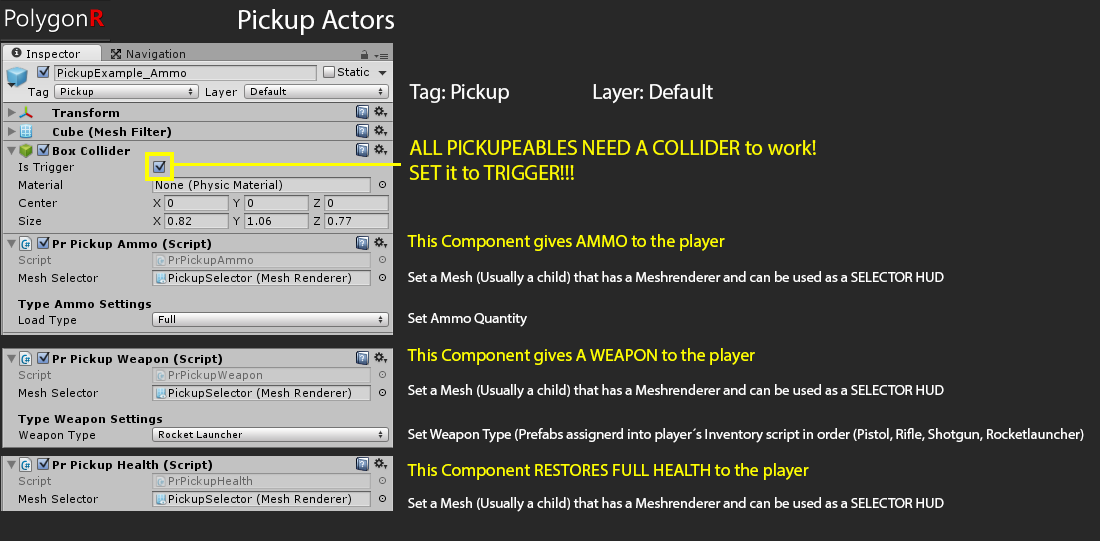 PolygonR
Pickup Actors
Inspector Navigation
PickupExample_Ammo Static
Tag Pickup Layer Default
Tag: Pickup Layer: Default
Transform
Cube (Mesh Filter)
Box Collider
Is Trigger
ALL PICKUPEABLES NEED A COLLIDER to work!
SET it to TRIGGER!!!
Material None (Physic Material)
Center X 0 Y 0 Z 0
Size X 0.82 Y 1.06 Z 0.77
Pr Pickup Ammo (Script)
This Component gives AMMO to the player
Script PrPickupAmmo
Mesh Selector PickupSelector (Mesh Renderer)
Set a Mesh (Usually a child) that has a Meshrenderer and can be used as a SELECTOR HUD
Type Ammo Settings
Load Type Full
Set Ammo Quantity
Pr Pickup Weapon (Script)
This Component gives A WEAPON to the player
Script PrPickupWeapon
Mesh Selector PickupSelector (Mesh Renderer)
Set a Mesh (Usually a child) that has a Meshrenderer and can be used as a SELECTOR HUD
Type Weapon Settings
Weapon Type Rocket Launcher
Set Weapon Type (Prefabs assignerd into player´s Inventory script in order (Pistol, Rifle, Shotgun, Rocketlauncher)
Pr Pickup Health (Script)
This Component RESTORES FULL HEALTH to the player
Script PrPickupHealth
Mesh Selector PickupSelector (Mesh Renderer)
Set a Mesh (Usually a child) that has a Meshrenderer and can be used as a SELECTOR HUD